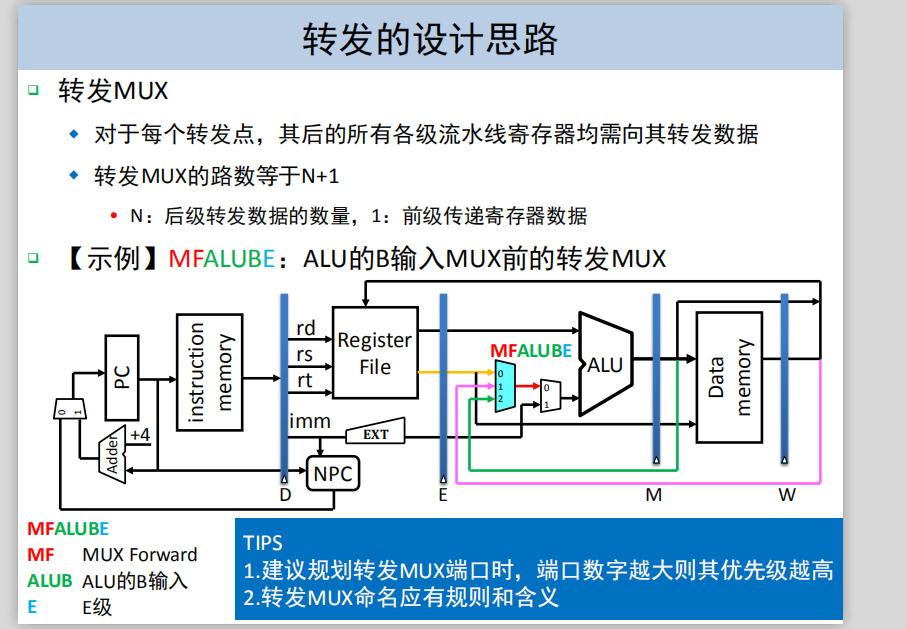 转发的设计思路
转发MUX
对于每个转发点，其后的所有各级流水线寄存器均需向其转发数据
转发MUX的路数等于N+1
N：后级转发数据的数量，1：前级传递寄存器数据
【示例】MFALUBE：ALU的B输入MUX前的转发MUX
PC
instruction
memory
rd
rs
rt
imm
Register
File
EXT
NPC
MFALUBE
0
1
2
0
1
ALU
Data
memory
0 1
Adder
+4
D
E
M
W
MFALUBE
MF MUX Forward
ALUB ALU的B输入
E E级
TIPS
1.建议规划转发MUX端口时，端口数字越大则其优先级越高
2.转发MUX命名应有规则和含义